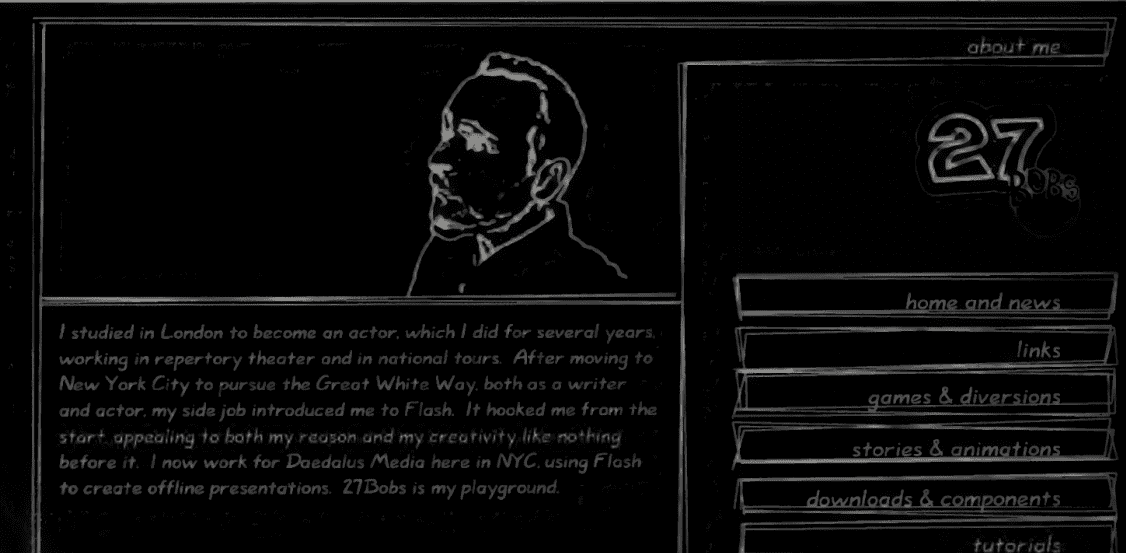 about me
27
BOBS
I studied in London to become an actor, which I did for several years,
working in repertory theater and in national tours. After moving to
New York City to pursue the Great White Way, both as a writer
and actor, my side job introduced me to Flash. It hooked me from the
start, appealing to both my reason and my creativity like nothing
before it. I now work for Daedalus Media here in NYC, using Flash
to create offline presentations. 27Bobs is my playground.
home and news
links
games & diversions
stories & animations
downloads & components
tutorials